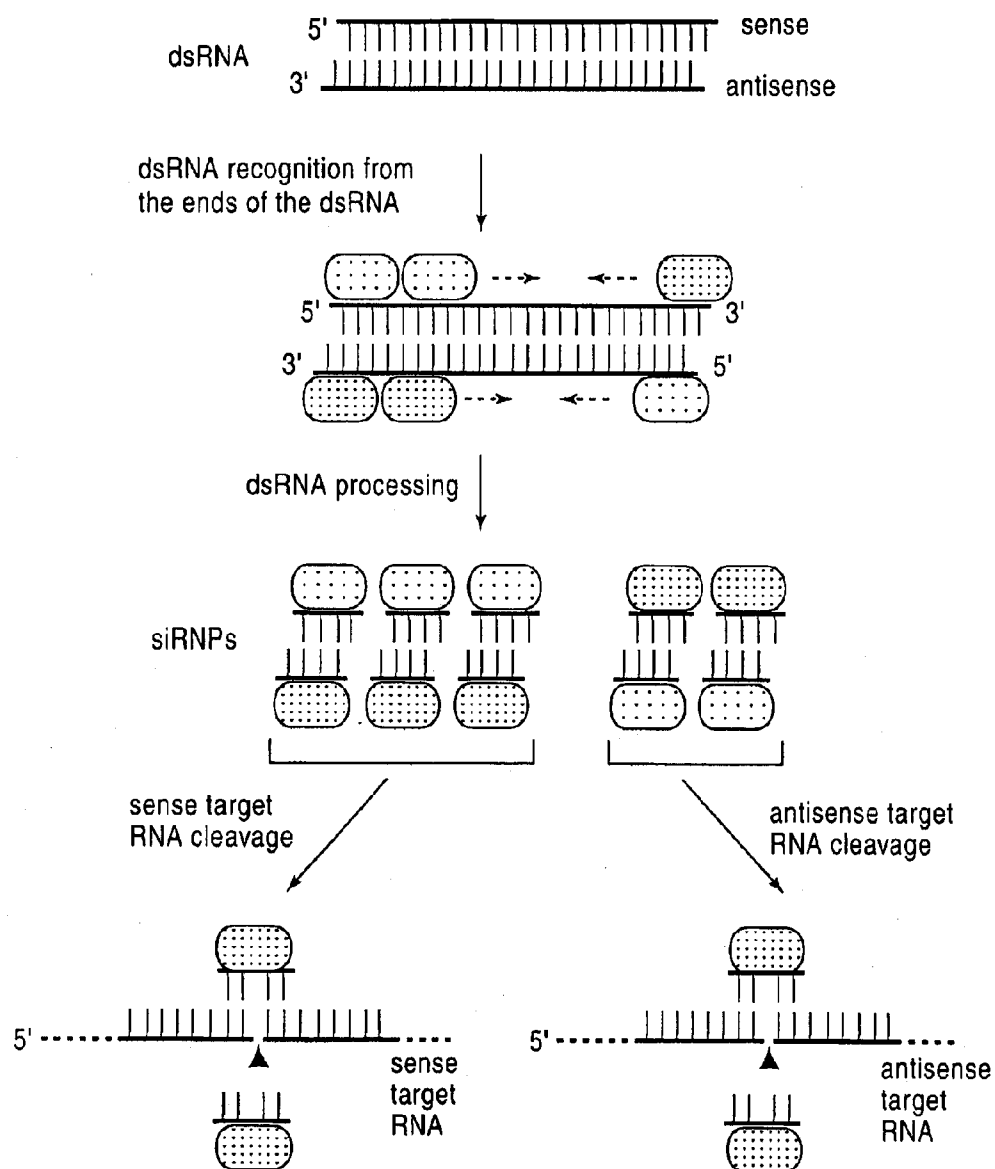 5' sense
dsRNA
3' antisense
dsRNA recognition from
the ends of the dsRNA
5' 3'
3' 5'
dsRNA processing
siRNPs
sense target
RNA cleavage
antisense target
RNA cleavage
5' 5'
sense
target
RNA
antisense
target
RNA